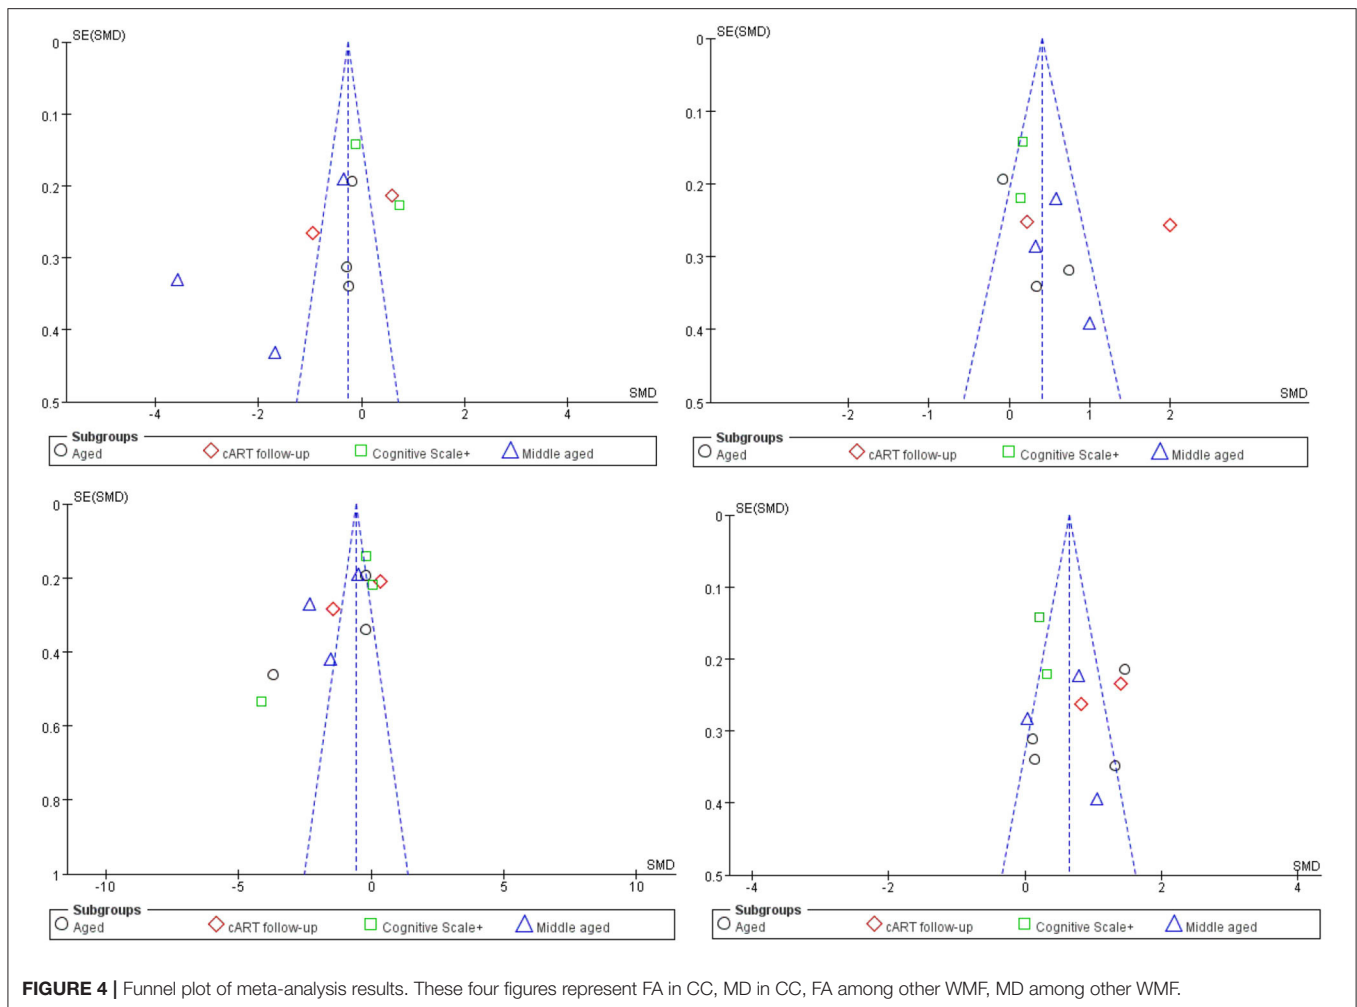 SE(SMD)
0
0.1
0.2
0.3
0.4
0.5
SMD
-4 -2 0 2 4
Subgroups
Aged cART follow-up Cognitive Scale+ Middle aged
SE(SMD)
0
0.1
0.2
0.3
0.4
0.5
SMD
-2 -1 0 1 2
Subgroups
Aged cART follow-up Cognitive Scale+ Middle aged
SE(SMD)
0
0.2
0.4
0.6
0.8
1
SMD
-10 -5 0 5 10
Subgroups
Aged cART follow-up Cognitive Scale+ Middle aged
SE(SMD)
0
0.1
0.2
0.3
0.4
0.5
SMD
-4 -2 0 2 4
Subgroups
Aged cART follow-up Cognitive Scale+ Middle aged
FIGURE 4 | Funnel plot of meta-analysis results. These four figures represent FA in CC, MD in CC, FA among other WMF, MD among other WMF.